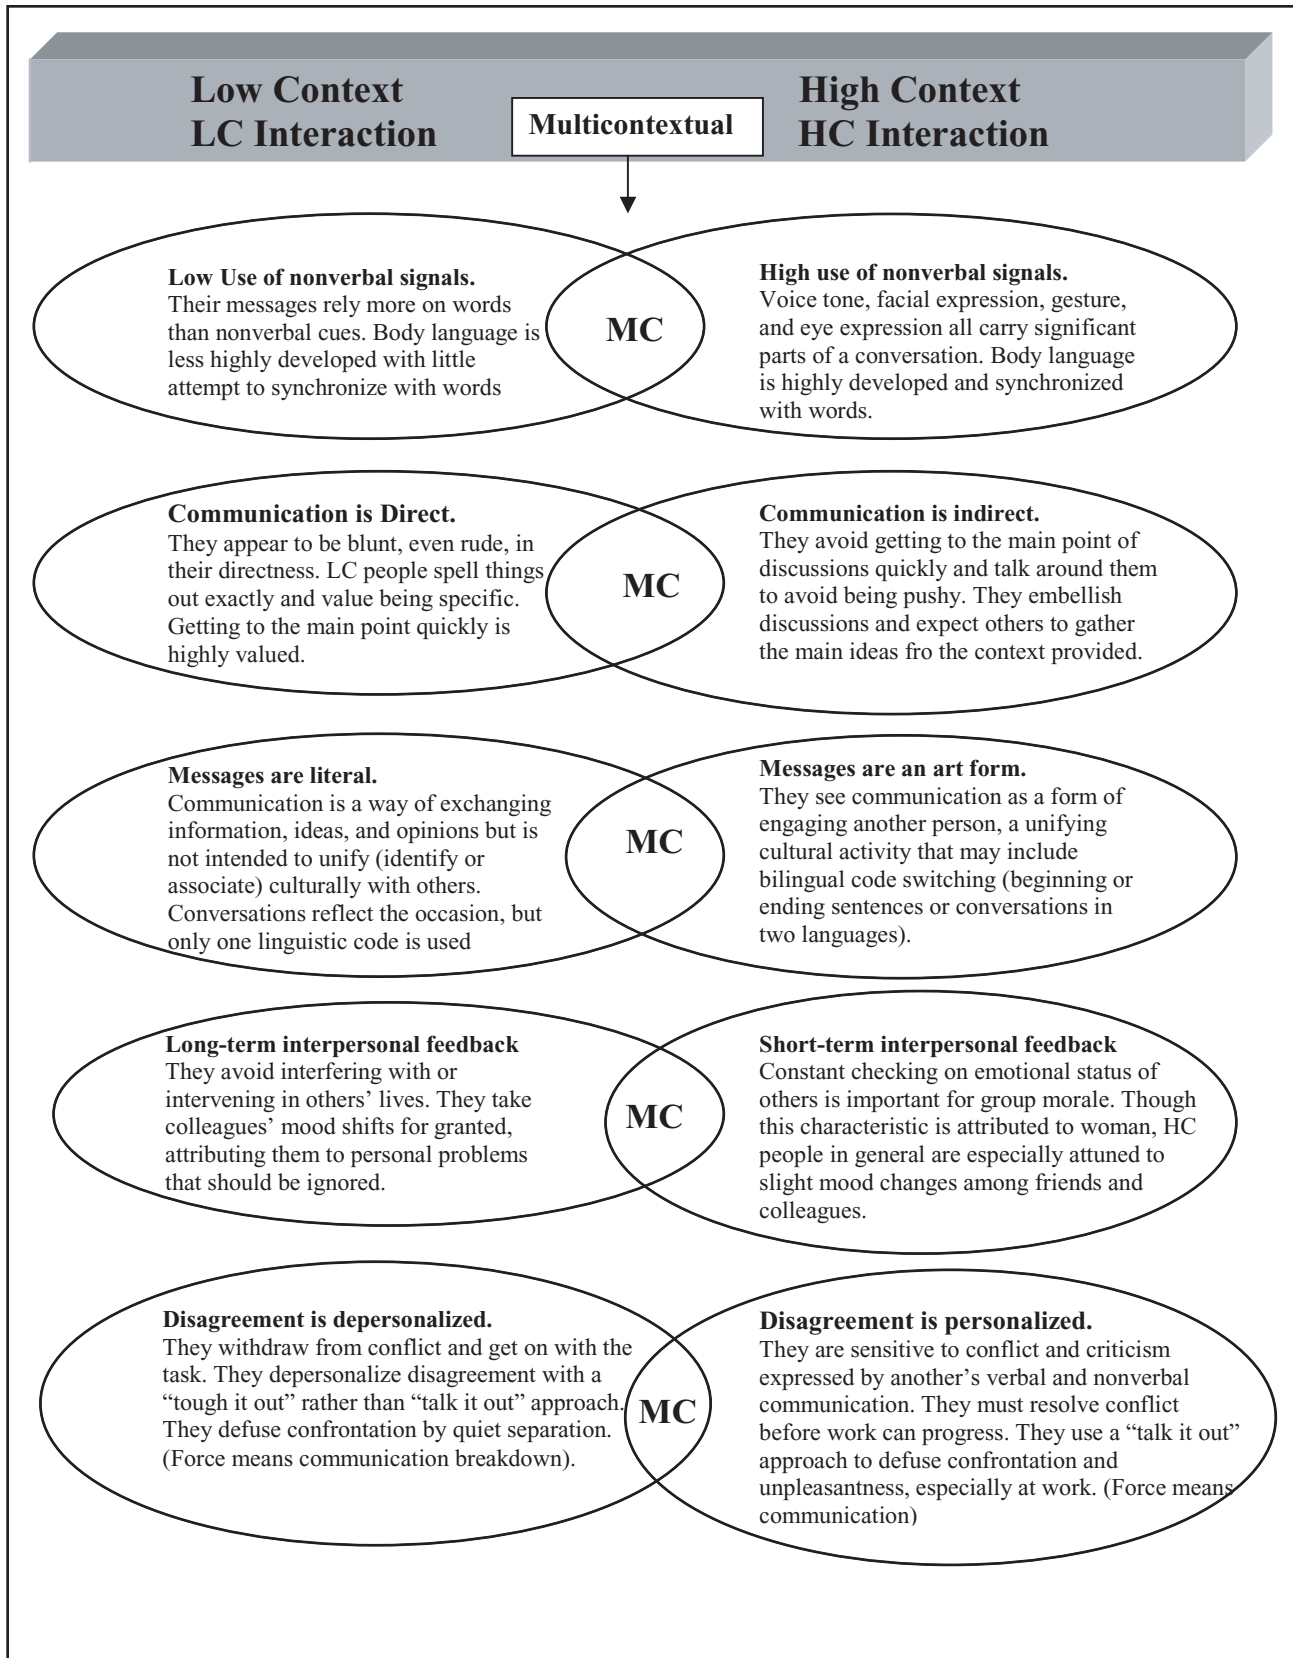 Low Context
LC Interaction
Multicontextual
High Context
HC Interaction
Low Use of nonverbal signals.
Their messages rely more on words
than nonverbal cues. Body language is
less highly developed with little
attempt to synchronize with words
MC
High use of nonverbal signals.
Voice tone, facial expression, gesture,
and eye expression all carry significant
parts of a conversation. Body language
is highly developed and synchronized
with words.
Communication is Direct.
They appear to be blunt, even rude, in
their directness. LC people spell things
out exactly and value being specific.
Getting to the main point quickly is
highly valued.
MC
Communication is indirect.
They avoid getting to the main point of
discussions quickly and talk around them
to avoid being pushy. They embellish
discussions and expect others to gather
the main ideas fro the context provided.
Messages are literal.
Communication is a way of exchanging
information, ideas, and opinions but is
not intended to unify (identify or
associate) culturally with others.
Conversations reflect the occasion, but
only one linguistic code is used
MC
Messages are an art form.
They see communication as a form of
engaging another person, a unifying
cultural activity that may include
bilingual code switching (beginning or
ending sentences or conversations in
two languages).
Long-term interpersonal feedback
They avoid interfering with or
intervening in others’ lives. They take
colleagues’ mood shifts for granted,
attributing them to personal problems
that should be ignored.
MC
Short-term interpersonal feedback
Constant checking on emotional status of
others is important for group morale. Though
this characteristic is attributed to woman, HC
people in general are especially attuned to
slight mood changes among friends and
colleagues.
Disagreement is depersonalized.
They withdraw from conflict and get on with the
task. They depersonalize disagreement with a
“tough it out” rather than “talk it out” approach.
They defuse confrontation by quiet separation.
(Force means communication breakdown).
MC
Disagreement is personalized.
They are sensitive to conflict and criticism
expressed by another’s verbal and nonverbal
communication. They must resolve conflict
before work can progress. They use a “talk it out”
approach to defuse confrontation and
unpleasantness, especially at work. (Force means
communication)